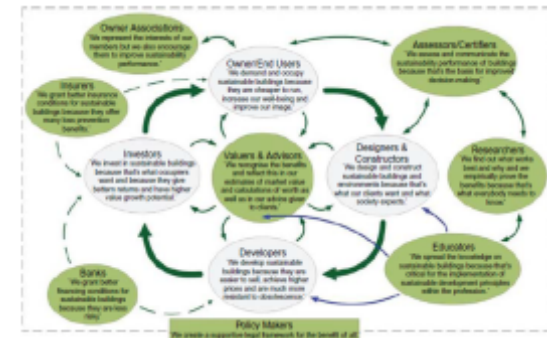 Owner Associations
"We represent the interests of our
members but we also encourage them
to improve sustainability
performance."
Assessors/Certifiers
"We assess and communicate the
sustainability performance of buildings
because that's the basis for improved
decision-making."
Owner/End Users
"We demand and occupy
sustainable buildings because
they are cheaper to run,
increase our well-being and
improve our image."
Insurers
"We grant better insurance
conditions for sustainable
buildings because they offer
many loss prevention
benefits."
Investors
"We invest in sustainable buildings
because that's what occupiers
want and because they give
better returns and have higher
value growth potential."
Valuers & Advisors
"We recognise the benefits and
reflect this in our
estimates of market value
and calculations of worth as
well as in our advice given
to clients."
Designers &
Constructors
"We design and construct
sustainable buildings and
environments because that's what
our clients want and what
society expects."
Researchers
"We find out what works
best and why and we
empirically prove the
benefits because that's what
everybody needs to
know."
Banks
"We grant better
financing conditions for
sustainable buildings
because they are less
risky."
Developers
"We develop sustainable
buildings because they are
easier to sell, achieve
higher prices and are much more
resistant to obsolescence."
Educators
"We spread the knowledge on
sustainable buildings because that's
critical for the implementation of
sustainable development principles
within the profession."
Policy Makers
"We create a supportive legal framework for the benefit of all